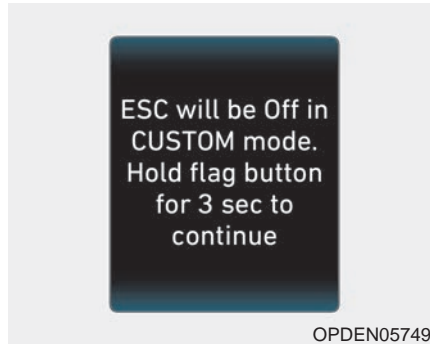 ESC will be Off in
CUSTOM mode.
Hold flag button
for 3 sec to
continue
OPDEN05749